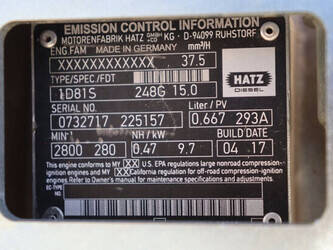 EMISSION CONTROL INFORMATION
MOTORENFABRIK HATZ GMBH +CO KG · D-94099 RUHSTORF
ENG.FAM MADE IN GERMANY mm³/H
XXXXXXXXXXXX 37.5
TYPE/SPEC/FDT
HATZ
DIESEL
1D81S 248G 15.0
SERIAL NO. Liter / PV
0732717 225157 0.667 293A
MIN⁻¹ NH / kW BUILD DATE
2800 280 0.47 9.7 04 17
This engine conforms to MY XX U.S. EPA regulations large nonroad compression-
ignition engines and MY XX California regulations for off-road compression-ignition
engines. Refer to Owner's manual for maintenance specifications and adjustments.